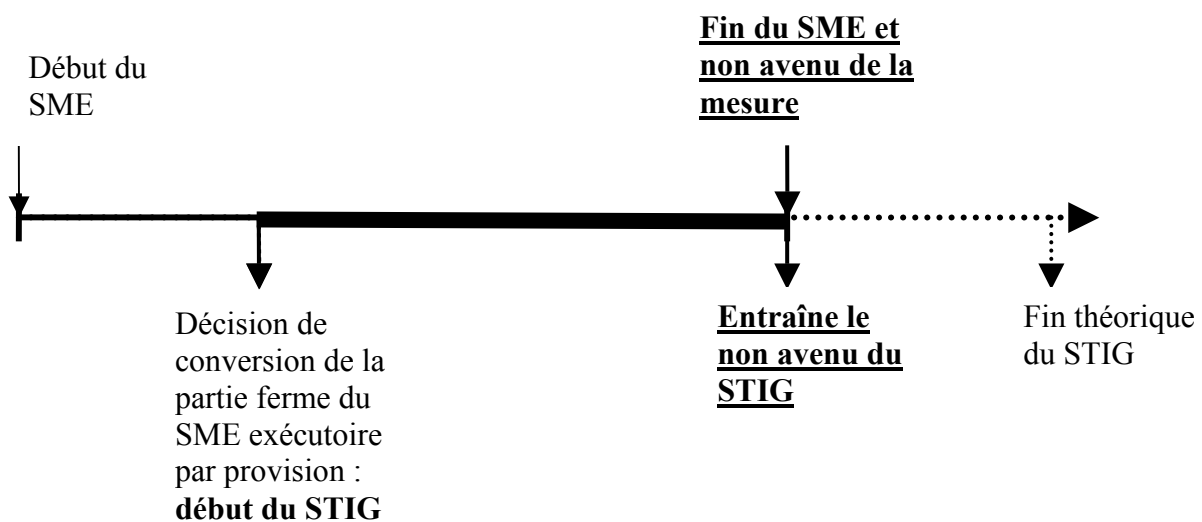 Début du
SME
Fin du SME et
non avenu de la
mesure
Décision de
conversion de la
partie ferme du
SME exécutoire
par provision :
début du STIG
Entraîne le
non avenu du
STIG
Fin théorique
du STIG